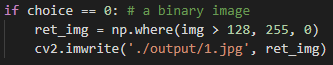 if choice == 0: # a binary image
    ret_img = np.where(img > 128, 255, 0)
    cv2.imwrite('./output/1.jpg', ret_img)